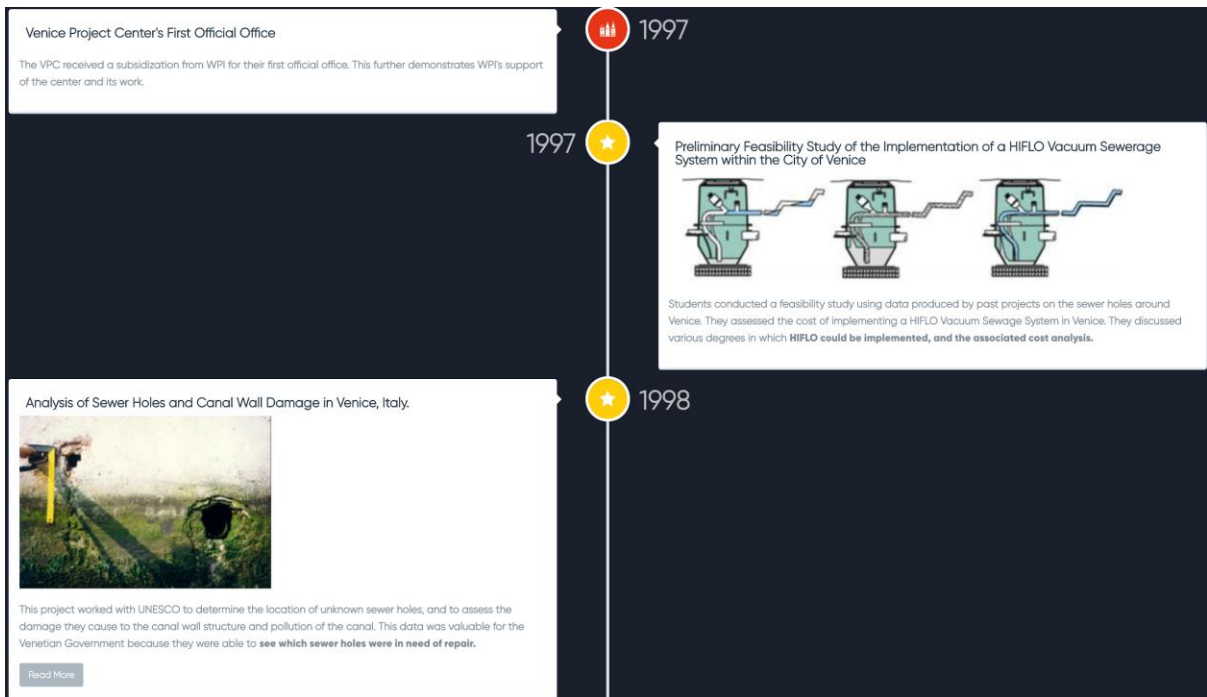 Venice Project Center's First Official Office
1997
The VPC received a subsidization from WPI for their first official office. This further demonstrates WPI's support
of the center and its work.
1997
Preliminary Feasibility Study of the Implementation of a HIFLO Vacuum Sewerage
System within the City of Venice
Students conducted a feasibility study using data produced by past projects on the sewer holes around
Venice. They assessed the cost of implementing a HIFLO Vacuum Sewage System in Venice. They discussed
various degrees in which HIFLO could be implemented, and the associated cost analysis.
1998
Analysis of Sewer Holes and Canal Wall Damage in Venice, Italy.
This project worked with UNESCO to determine the location of unknown sewer holes, and to assess the
damage they cause to the canal wall structure and pollution of the canal. This data was valuable for the
Venetian Government because they were able to see which sewer holes were in need of repair.
Read More